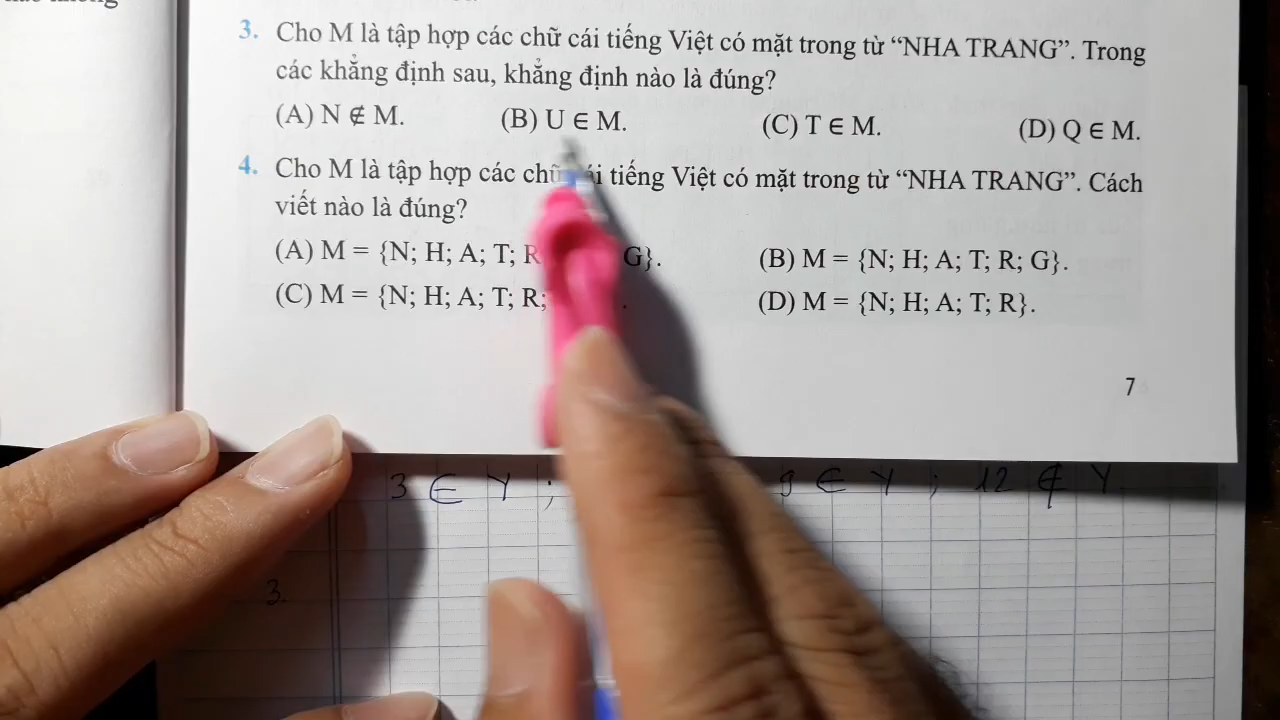 3. Cho M là tập hợp các chữ cái tiếng Việt có mặt trong từ “NHA TRANG”. Trong
các khẳng định sau, khẳng định nào là đúng?
(A) N ∉ M. (B) U ∈ M. (C) T ∈ M. (D) Q ∈ M.
4. Cho M là tập hợp các chữ cái tiếng Việt có mặt trong từ “NHA TRANG”. Cách
viết nào là đúng?
(A) M = {N; H; A; T; R G}. (B) M = {N; H; A; T; R; G}.
(C) M = {N; H; A; T; R; . (D) M = {N; H; A; T; R}.
7
3 ∈ Y ; 9 ∈ Y ; 12 ∉ Y
3.